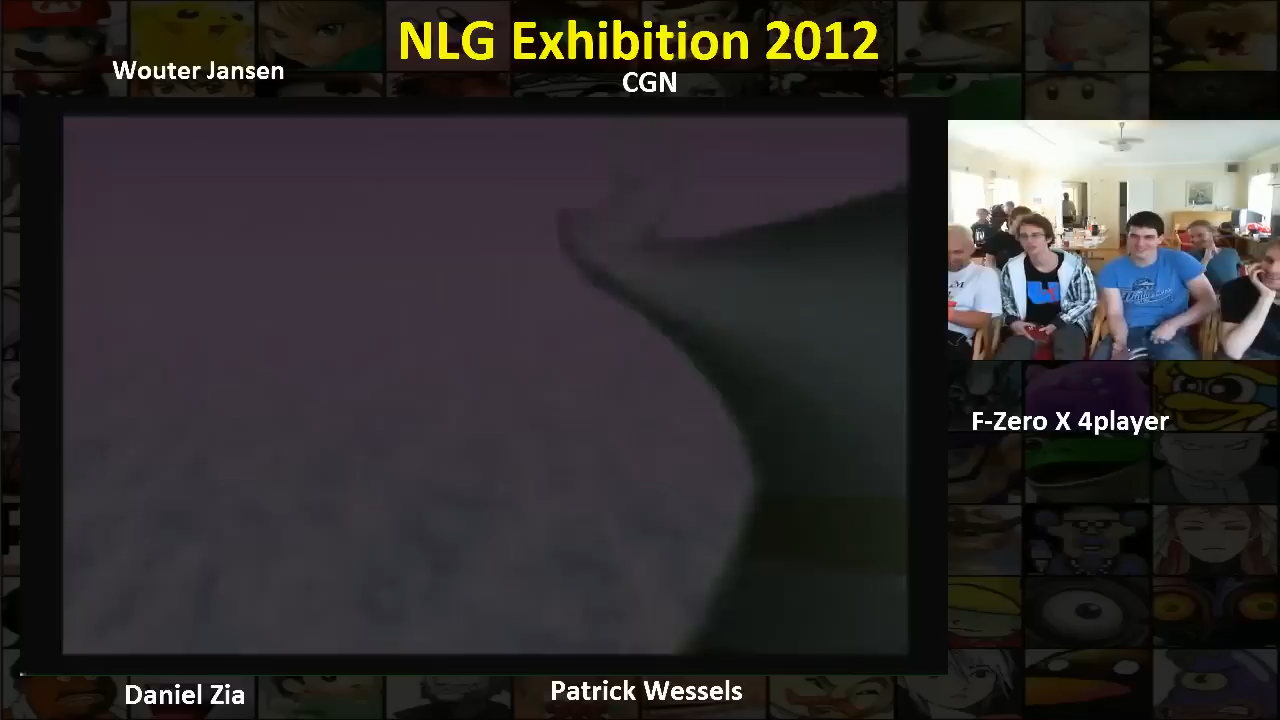 NLG Exhibition 2012
Wouter Jansen
CGN
F-Zero X 4player
Daniel Zia
Patrick Wessels